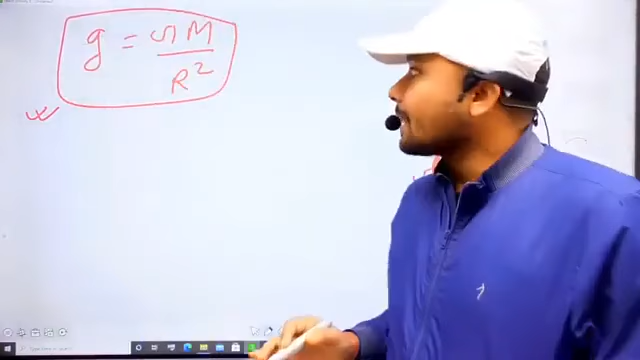 g = GM/R²